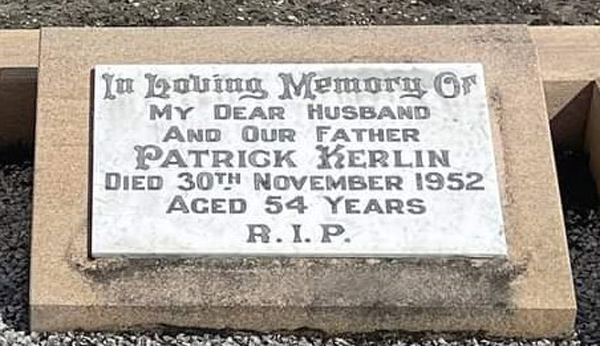 In Loving Memory Of
My Dear Husband
And Our Father
Patrick Kerlin
Died 30TH November 1952
Aged 54 Years
R.I.P.